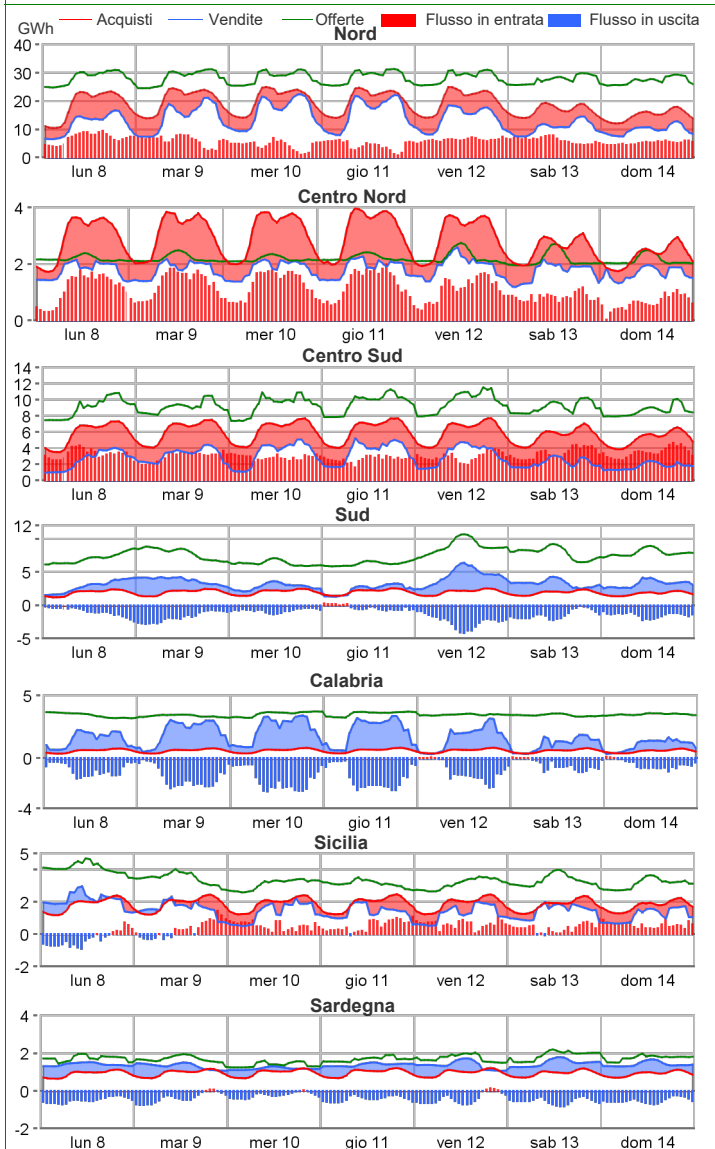 Acquisti Vendite Offerte Flusso in entrata Flusso in uscita
GWh
Nord
40
30
20
10
0
lun 8 mar 9 mer 10 gio 11 ven 12 sab 13 dom 14
Centro Nord
4
2
0
lun 8 mar 9 mer 10 gio 11 ven 12 sab 13 dom 14
Centro Sud
14
12
10
8
6
4
2
0
lun 8 mar 9 mer 10 gio 11 ven 12 sab 13 dom 14
Sud
12
5
0
-5
lun 8 mar 9 mer 10 gio 11 ven 12 sab 13 dom 14
Calabria
5
0
-4
lun 8 mar 9 mer 10 gio 11 ven 12 sab 13 dom 14
Sicilia
5
2
0
-2
lun 8 mar 9 mer 10 gio 11 ven 12 sab 13 dom 14
Sardegna
4
2
0
-2
lun 8 mar 9 mer 10 gio 11 ven 12 sab 13 dom 14